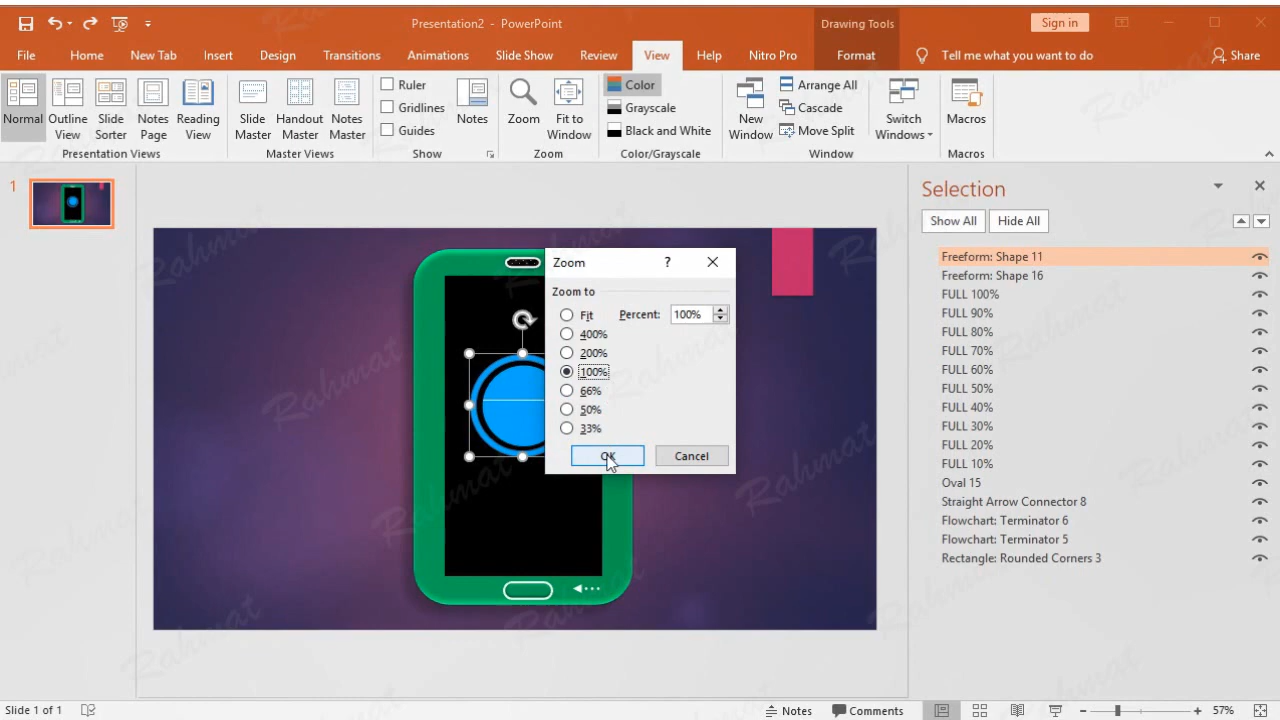 Presentation2 - PowerPoint
Drawing Tools
Sign in
File Home New Tab Insert Design Transitions Animations Slide Show Review View Help Nitro Pro Format Tell me what you want to do Share
Normal
Outline View
Slide Sorter
Notes Page
Reading View
Presentation Views
Slide Master
Handout Master
Notes Master
Master Views
Ruler
Gridlines
Guides
Show
Notes
Zoom
Fit to Window
Zoom
Color
Grayscale
Black and White
Color/Grayscale
New Window
Arrange All
Cascade
Move Split
Switch Windows
Window
Macros
Macros
1
Zoom ?
Zoom to
Fit Percent: 100%
400%
200%
100%
66%
50%
33%
OK Cancel
Selection
Show All Hide All
Freeform: Shape 11
Freeform: Shape 16
FULL 100%
FULL 90%
FULL 80%
FULL 70%
FULL 60%
FULL 50%
FULL 40%
FULL 30%
FULL 20%
FULL 10%
Oval 15
Straight Arrow Connector 8
Flowchart: Terminator 6
Flowchart: Terminator 5
Rectangle: Rounded Corners 3
Rahmat
Slide 1 of 1 Notes Comments 57%